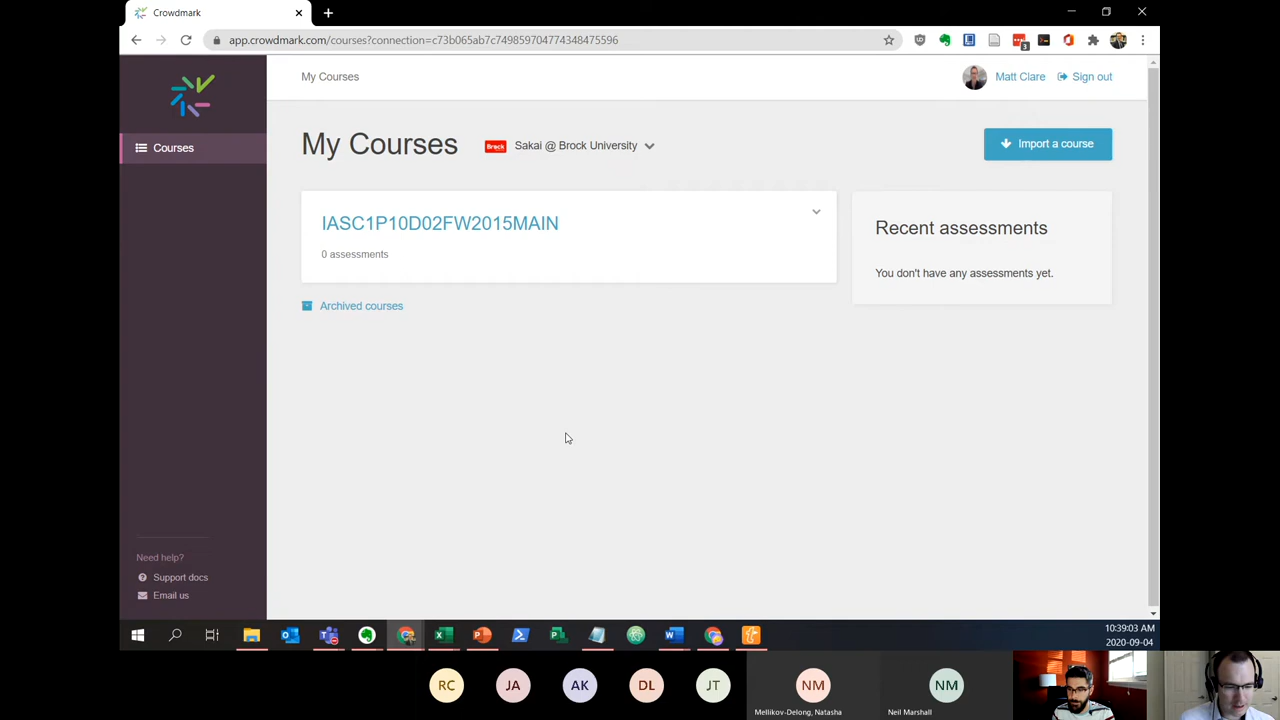 Crowdmark
app.crowdmark.com/courses?connection=c73b065ab7c749859704774348475596
3
My Courses
Matt Clare
Sign out
Courses
My Courses
Brock
Sakai @ Brock University
Import a course
IASC1P10D02FW2015MAIN
0 assessments
Recent assessments
You don't have any assessments yet.
Archived courses
Need help?
Support docs
Email us
10:39:03 AM
2020-09-04
RC
JA
AK
DL
JT
NM
NM
Mellikov-Delong, Natasha
Neil Marshall